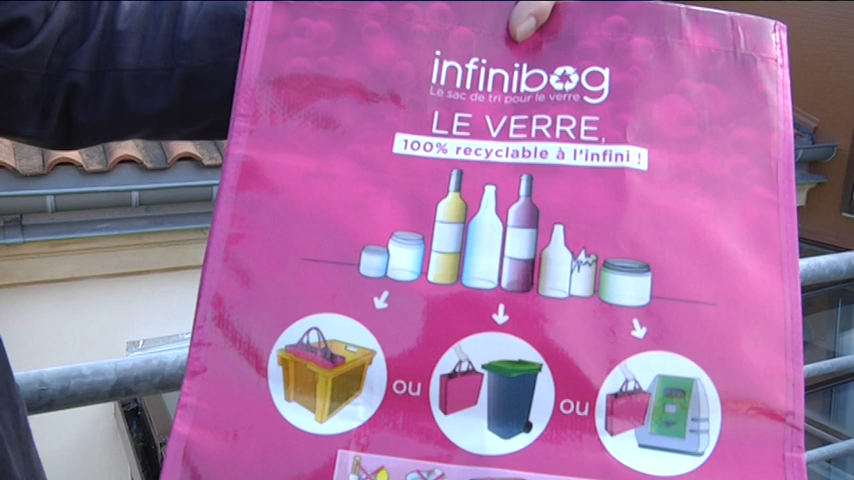 infinibag
Le sac de tri pour le verre
LE VERRE,
100% recyclable à l'infini !
ou
ou